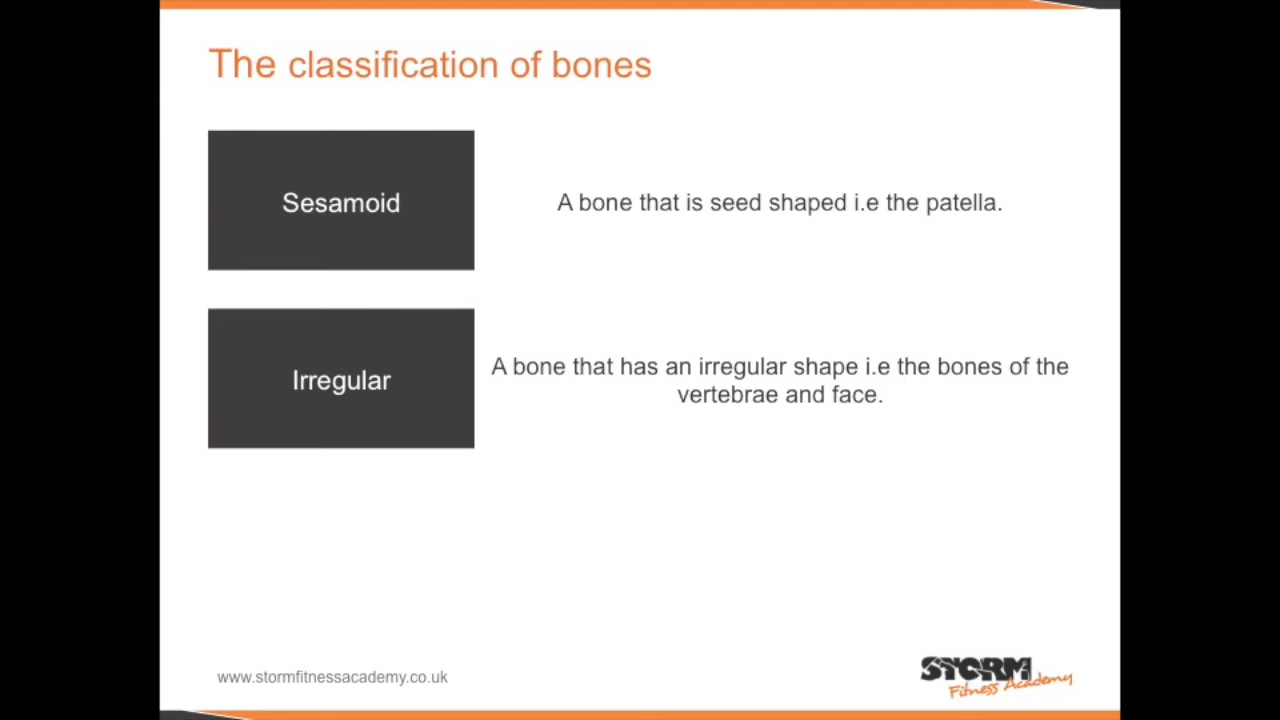 The classification of bones
Sesamoid
A bone that is seed shaped i.e the patella.
Irregular
A bone that has an irregular shape i.e the bones of the
vertebrae and face.
www.stormfitnessacademy.co.uk
STORM
Fitness Academy